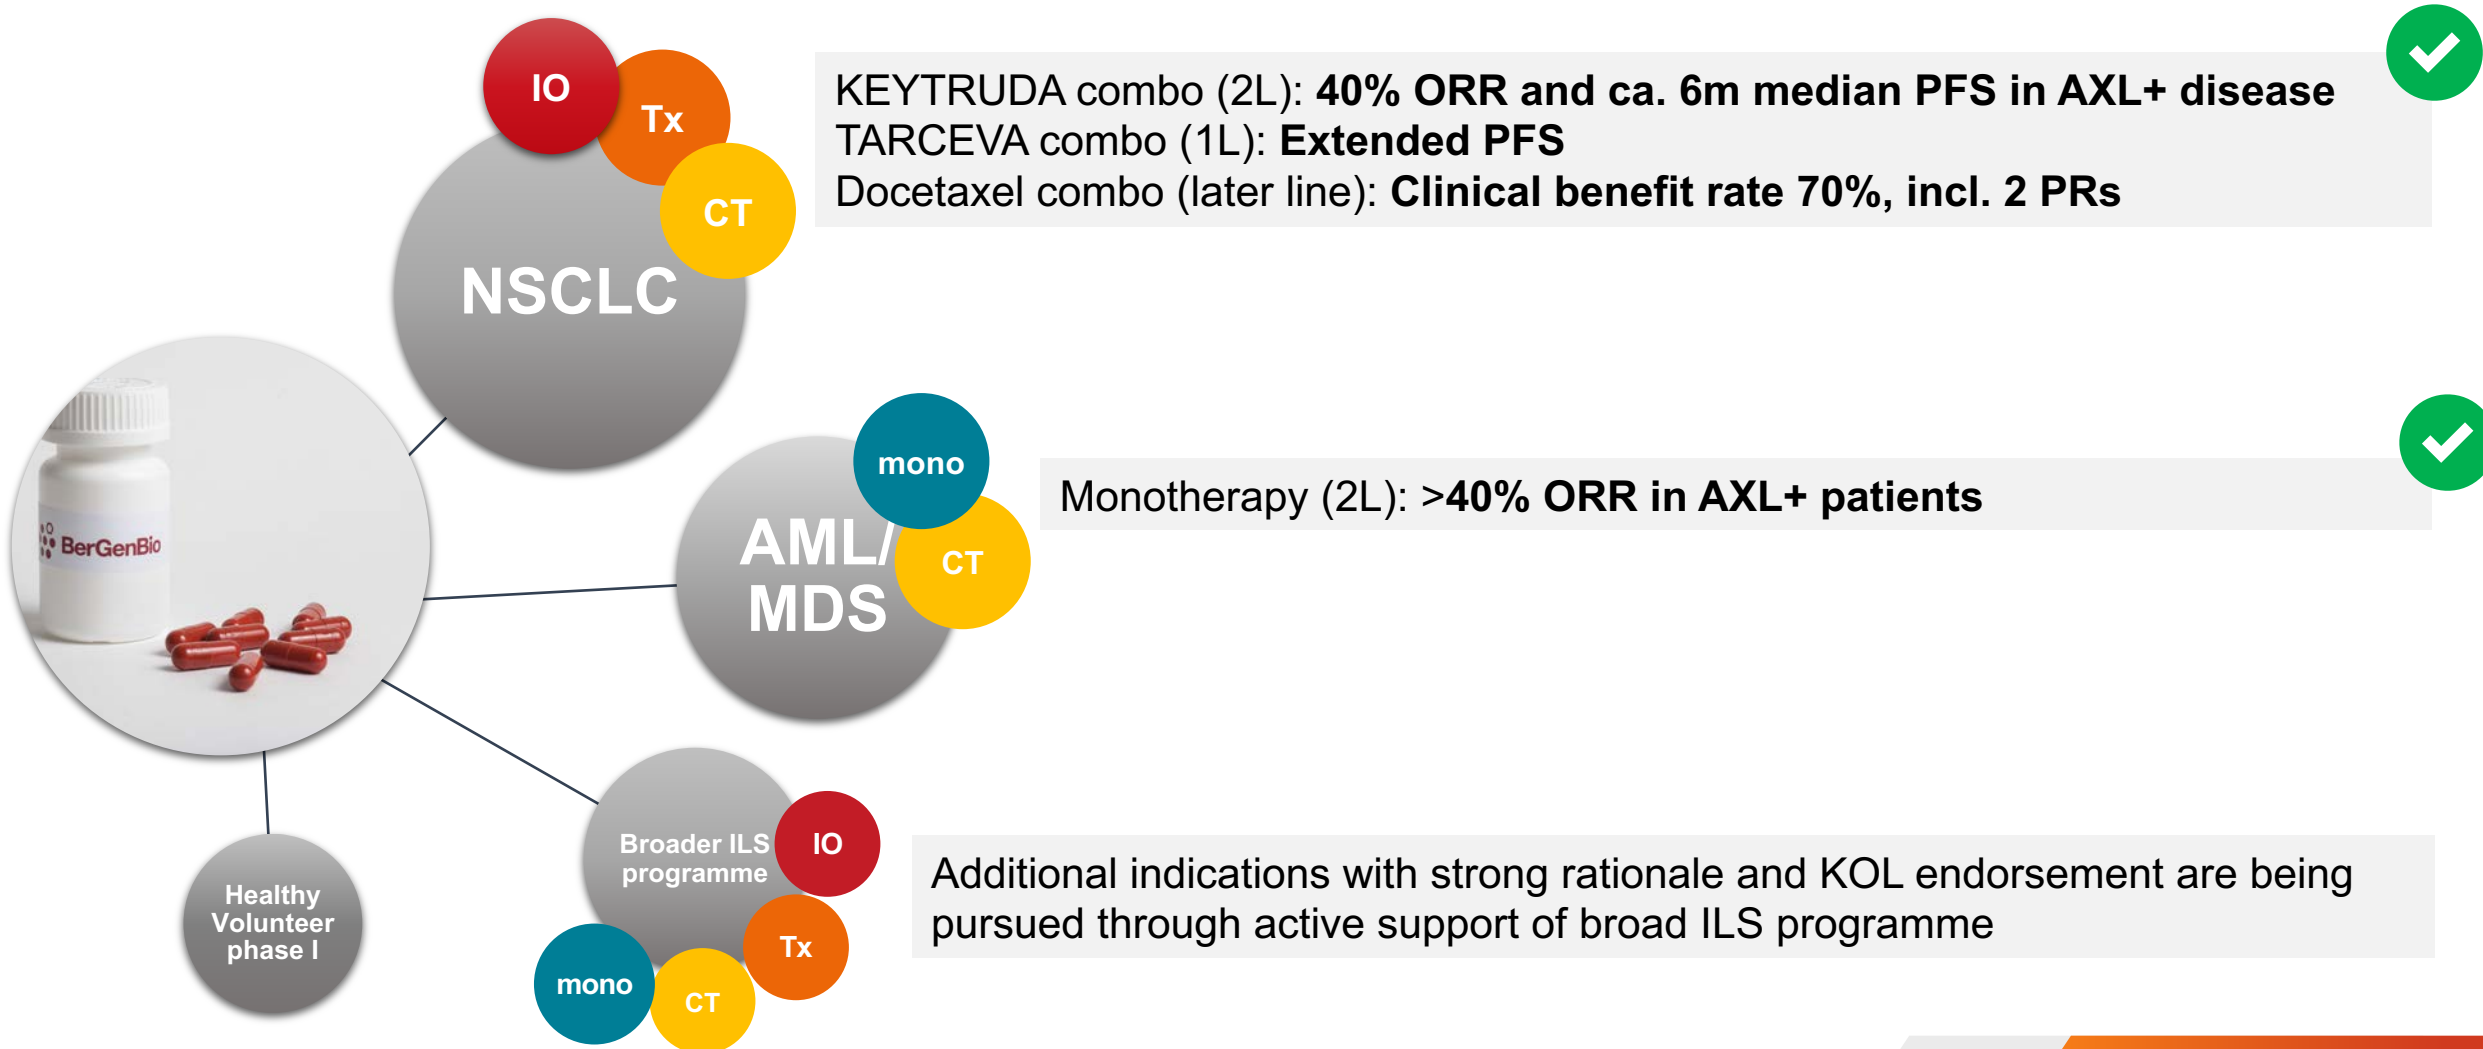 IO
Tx
CT
NSCLC
KEYTRUDA combo (2L): 40% ORR and ca. 6m median PFS in AXL+ disease
TARCEVA combo (1L): Extended PFS
Docetaxel combo (later line): Clinical benefit rate 70%, incl. 2 PRs
BerGenBio
mono
CT
AML/
MDS
Monotherapy (2L): >40% ORR in AXL+ patients
Broader ILS
programme
IO
Tx
CT
mono
Additional indications with strong rationale and KOL endorsement are being
pursued through active support of broad ILS programme
Healthy
Volunteer
phase I